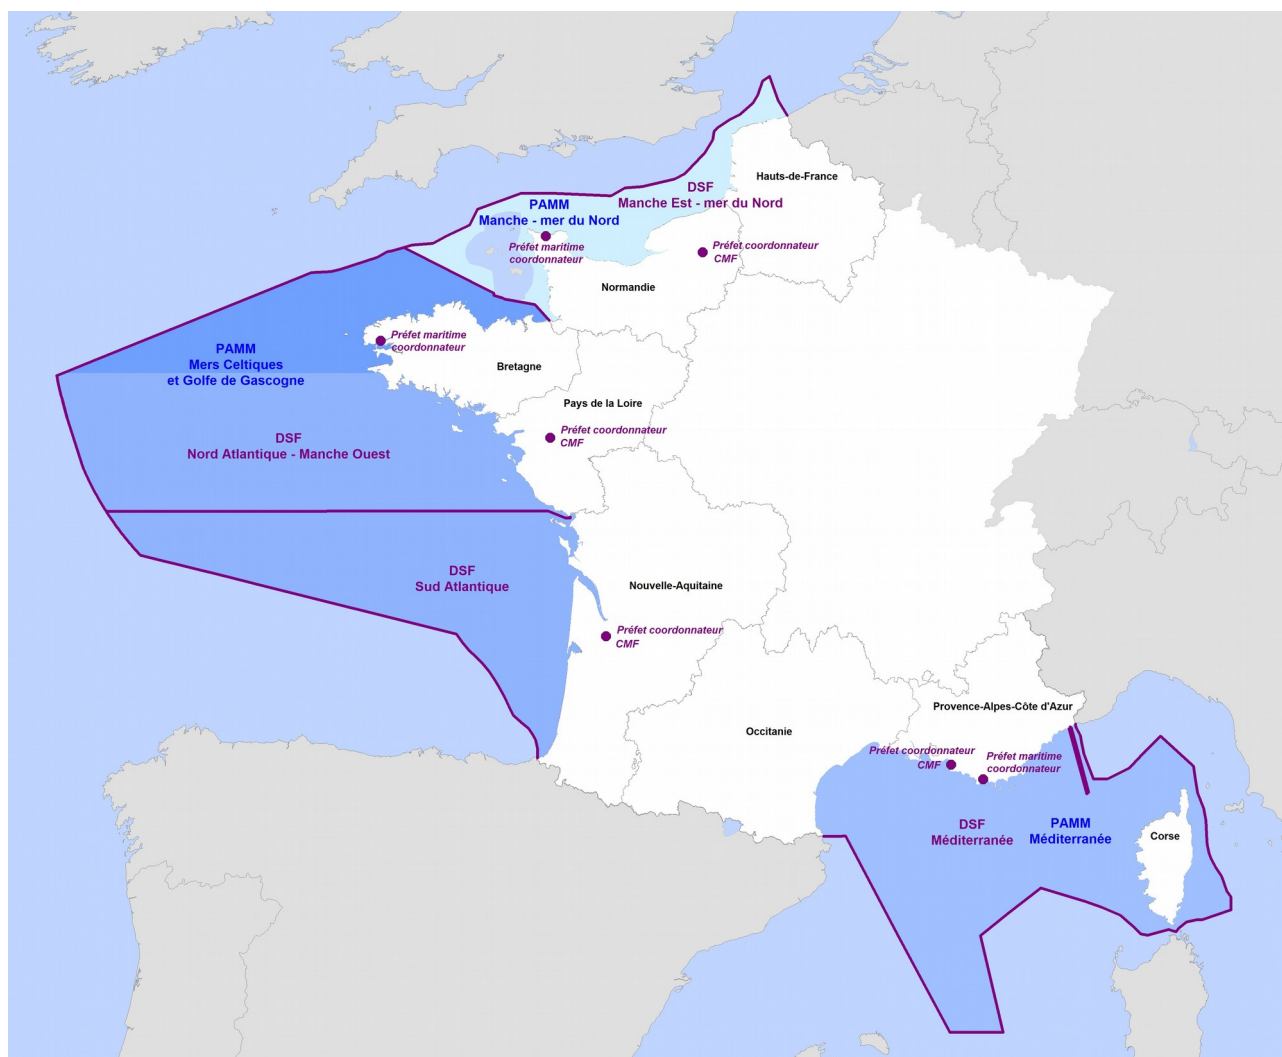 Hauts-de-France
DSF
Manche Est - mer du Nord
PAMM
Manche - mer du Nord
Préfet maritime
coordonnateur
Préfet coordonnateur
CMF
Normandie
Préfet maritime
coordonnateur
PAMM
Mers Celtiques
et Golfe de Gascogne
Bretagne
Pays de la Loire
Préfet coordonnateur
CMF
DSF
Nord Atlantique - Manche Ouest
DSF
Sud Atlantique
Nouvelle-Aquitaine
Préfet coordonnateur
CMF
Provence-Alpes-Côte d'Azur
Occitanie
Préfet coordonnateur
CMF
Préfet maritime
coordonnateur
DSF
Méditerranée
PAMM
Méditerranée
Corse